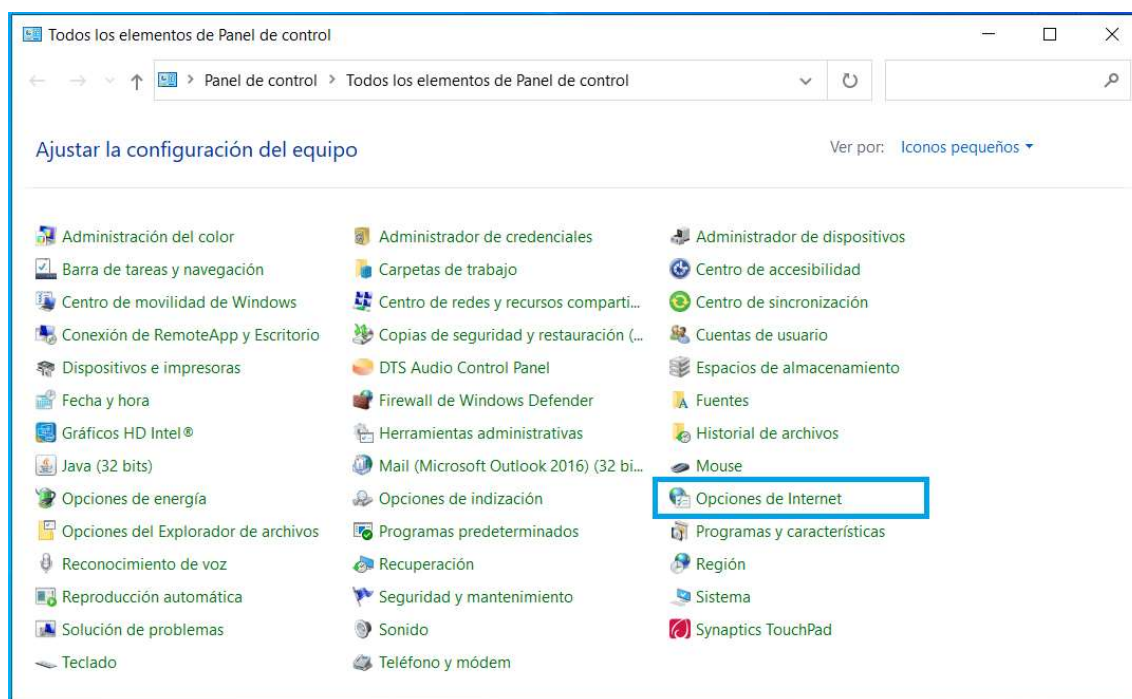 Todos los elementos de Panel de control
Panel de control > Todos los elementos de Panel de control
Ajustar la configuración del equipo
Ver por: Iconos pequeños
Administración del color
Administrador de credenciales
Administrador de dispositivos
Barra de tareas y navegación
Carpetas de trabajo
Centro de accesibilidad
Centro de movilidad de Windows
Centro de redes y recursos comparti...
Centro de sincronización
Conexión de RemoteApp y Escritorio
Copias de seguridad y restauración (...
Cuentas de usuario
Dispositivos e impresoras
DTS Audio Control Panel
Espacios de almacenamiento
Fecha y hora
Firewall de Windows Defender
Fuentes
Gráficos HD Intel®
Herramientas administrativas
Historial de archivos
Java (32 bits)
Mail (Microsoft Outlook 2016) (32 bi...
Mouse
Opciones de energía
Opciones de indización
Opciones de Internet
Opciones del Explorador de archivos
Programas predeterminados
Programas y características
Reconocimiento de voz
Recuperación
Región
Reproducción automática
Seguridad y mantenimiento
Sistema
Solución de problemas
Sonido
Synaptics TouchPad
Teclado
Teléfono y módem